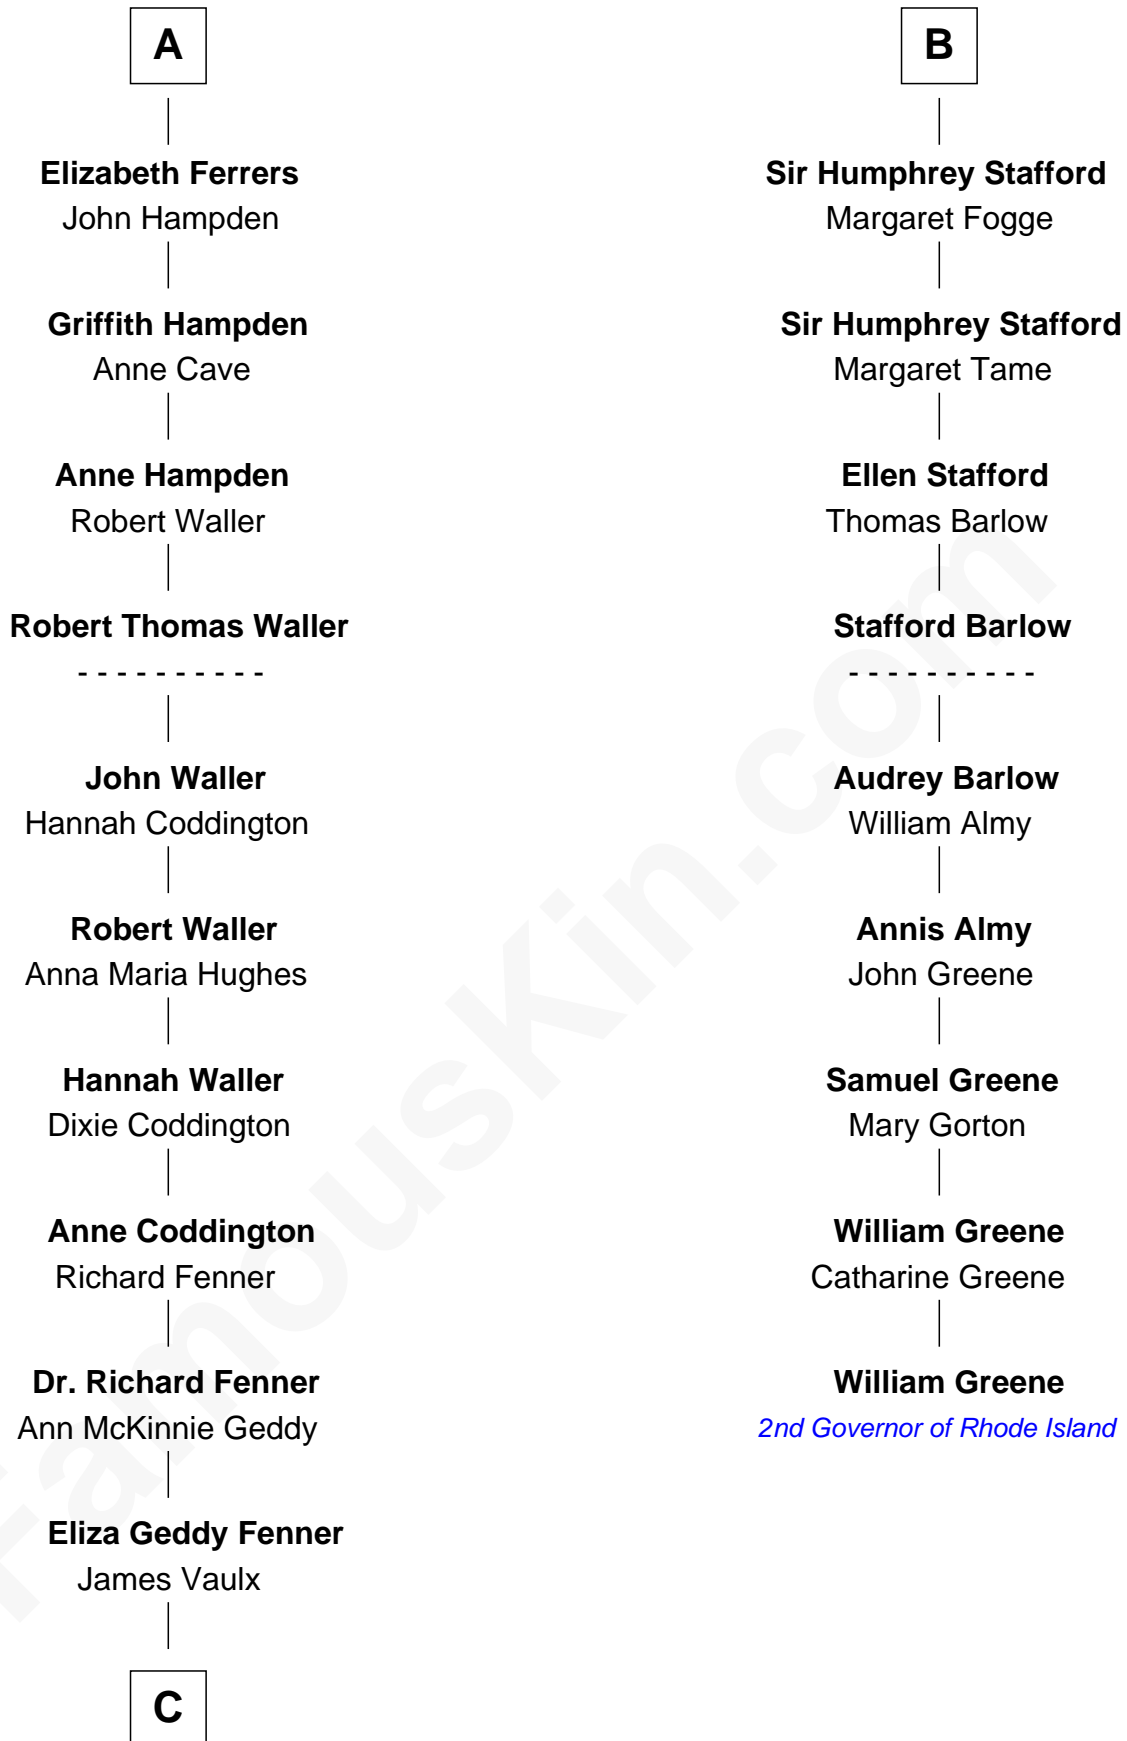 A
Elizabeth Ferrers
John Hampden
Griffith Hampden
Anne Cave
Anne Hampden
Robert Waller
Robert Thomas Waller
- - - - - - - - - -
John Waller
Hannah Coddington
Robert Waller
Anna Maria Hughes
Hannah Waller
Dixie Coddington
Anne Coddington
Richard Fenner
Dr. Richard Fenner
Ann McKinnie Geddy
Eliza Geddy Fenner
James Vaulx
C
B
Sir Humphrey Stafford
Margaret Fogge
Sir Humphrey Stafford
Margaret Tame
Ellen Stafford
Thomas Barlow
Stafford Barlow
- - - - - - - - - -
Audrey Barlow
William Almy
Annis Almy
John Greene
Samuel Greene
Mary Gorton
William Greene
Catharine Greene
William Greene
2nd Governor of Rhode Island
FamousKin.com